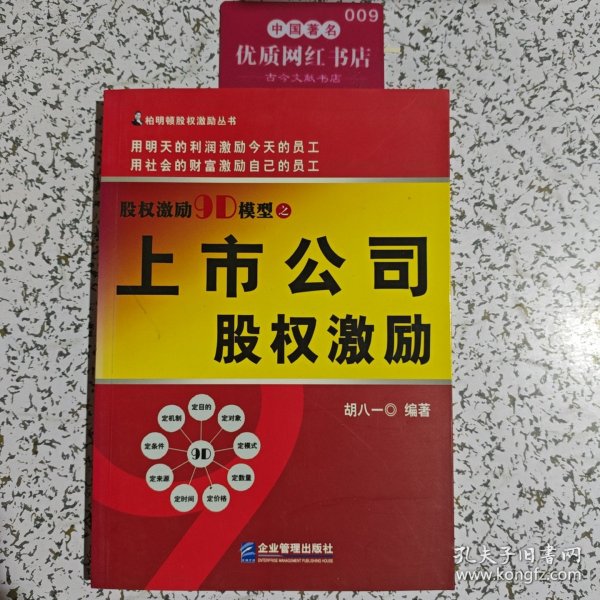 009
中国著名
优质网红书店
古今文献书店
柏明顿股权激励丛书
用明天的利润激励今天的员工
用社会的财富激励自己的员工
股权激励9D模型之
上市公司
股权激励
胡八一◎ 编著
定目的
定对象
定模式
定数量
定价格
定时间
定来源
定条件
定机制
9D
企业管理出版社
ENTERPRISE MANAGEMENT PUBLISHING HOUSE
孔夫子旧书网
www.kongfz.com